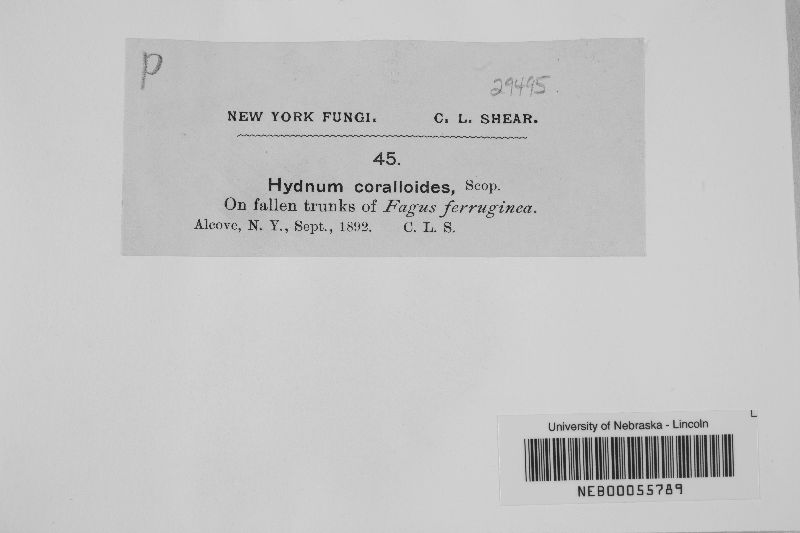 P
29495.
NEW YORK FUNGI. C. L. SHEAR.
45.
Hydnum coralloides, Scop.
On fallen trunks of Fagus ferruginea.
Alcove, N. Y., Sept., 1892. C. L. S.
L
University of Nebraska - Lincoln
NEB00055789